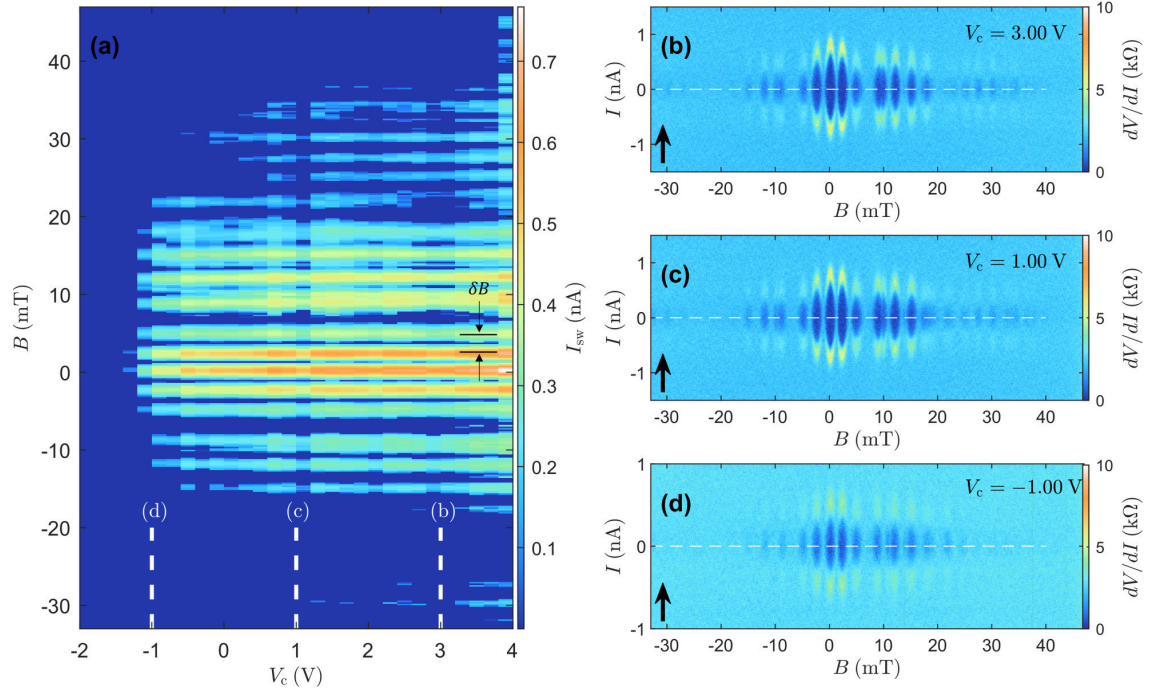 (a)
B (mT)
40
30
20
10
0
-10
-20
-30
δB
(d)
(c)
(b)
-2
-1
0
1
2
3
4
V_c (V)
0.7
0.6
0.5
0.4
0.3
0.2
0.1
I_sw (nA)
(b)
V_c = 3.00 V
I (nA)
1
0
-1
-30
-20
-10
0
10
20
30
40
B (mT)
10
5
0
dV/dI (kΩ)
(c)
V_c = 1.00 V
I (nA)
1
0
-1
-30
-20
-10
0
10
20
30
40
B (mT)
10
5
0
dV/dI (kΩ)
(d)
V_c = −1.00 V
I (nA)
1
0
-1
-30
-20
-10
0
10
20
30
40
B (mT)
10
5
0
dV/dI (kΩ)